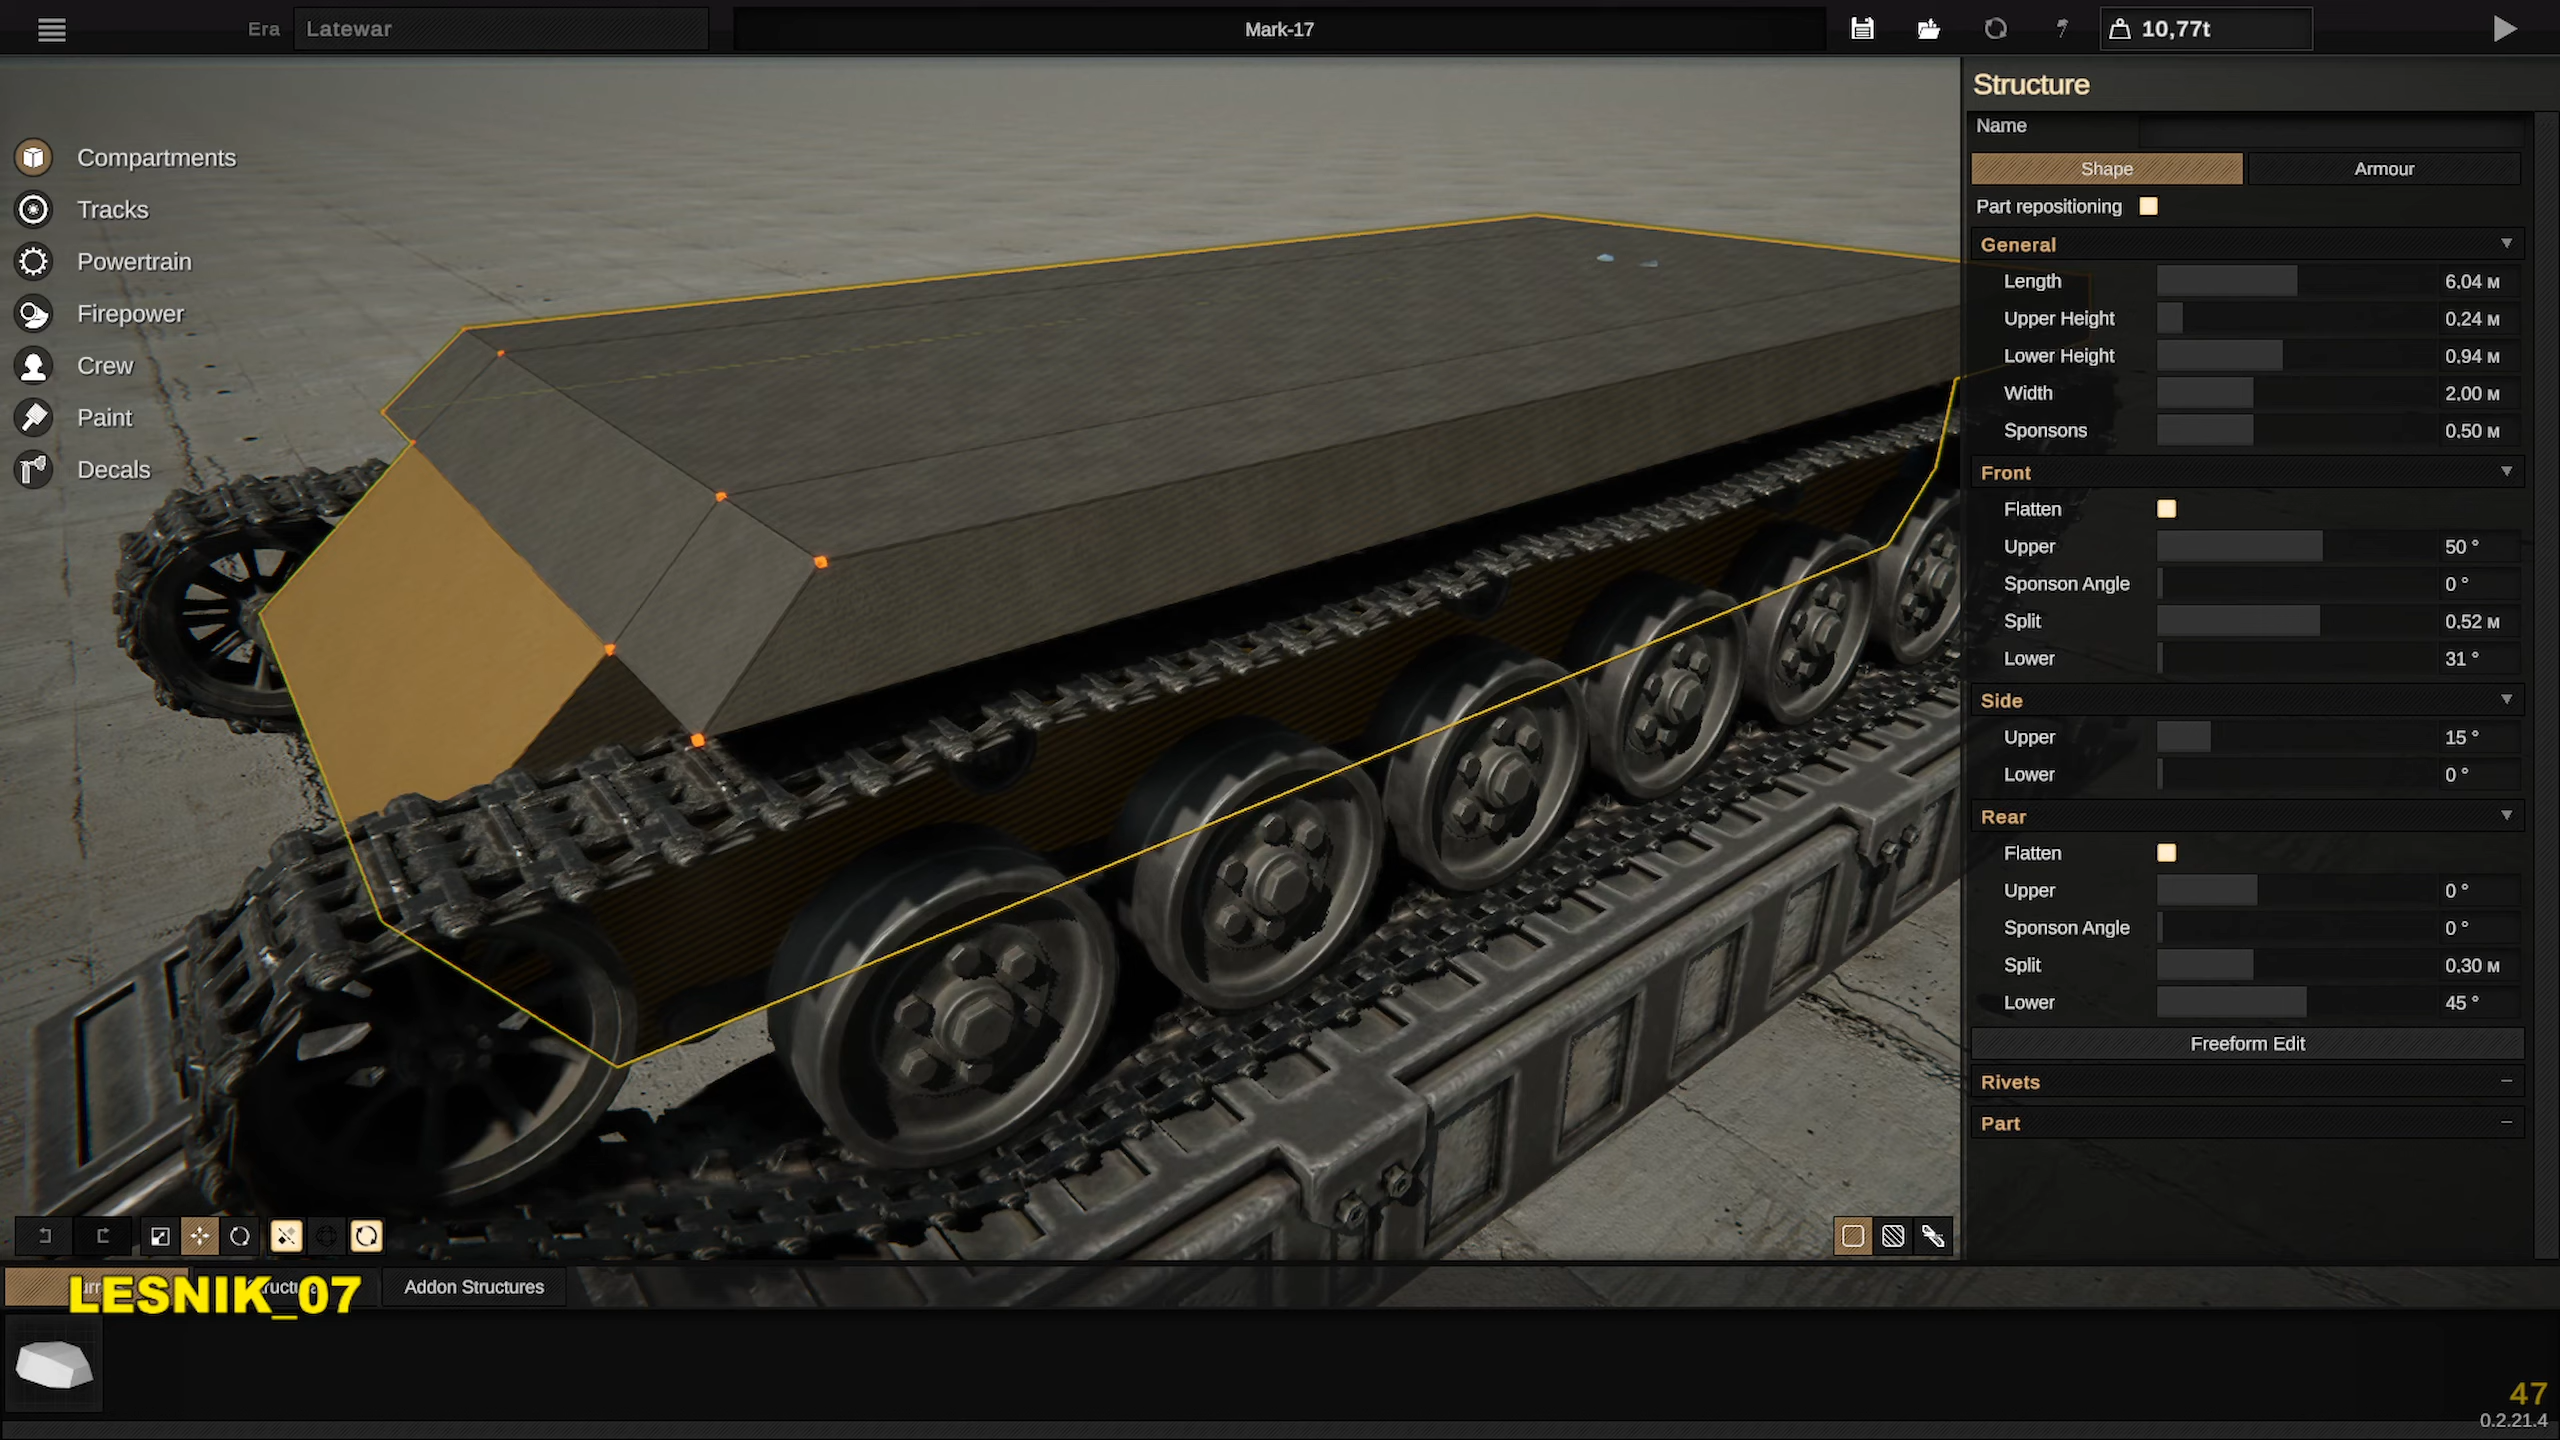 Era
Latewar
Mark-17
10,77t
Compartments
Tracks
Powertrain
Firepower
Crew
Paint
Decals
Structure
Name
Shape
Armour
Part repositioning
General
Length
6.04 м
Upper Height
0.24 м
Lower Height
0.94 м
Width
2.00 м
Sponsons
0.50 м
Front
Flatten
Upper
50 °
Sponson Angle
0 °
Split
0.52 м
Lower
31 °
Side
Upper
15 °
Lower
0 °
Rear
Flatten
Upper
0 °
Sponson Angle
0 °
Split
0.30 м
Lower
45 °
Freeform Edit
Rivets
Part
LESNIK_07
Addon Structures
47
0.2.21.4